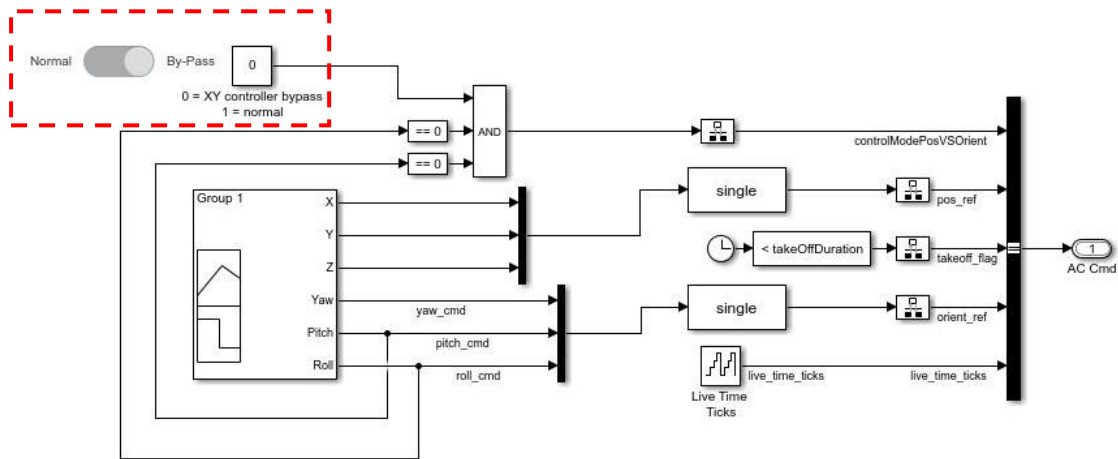 Normal By-Pass 0
0 = XY controller bypass
1 = normal
== 0
AND
controlModePosVSOrient
== 0
Group 1
X
Y
Z
Yaw
Pitch
Roll
yaw_cmd
pitch_cmd
roll_cmd
single
pos_ref
< takeOffDuration
takeoff_flag
1
AC Cmd
single
orient_ref
live_time_ticks live_time_ticks
Live Time
Ticks